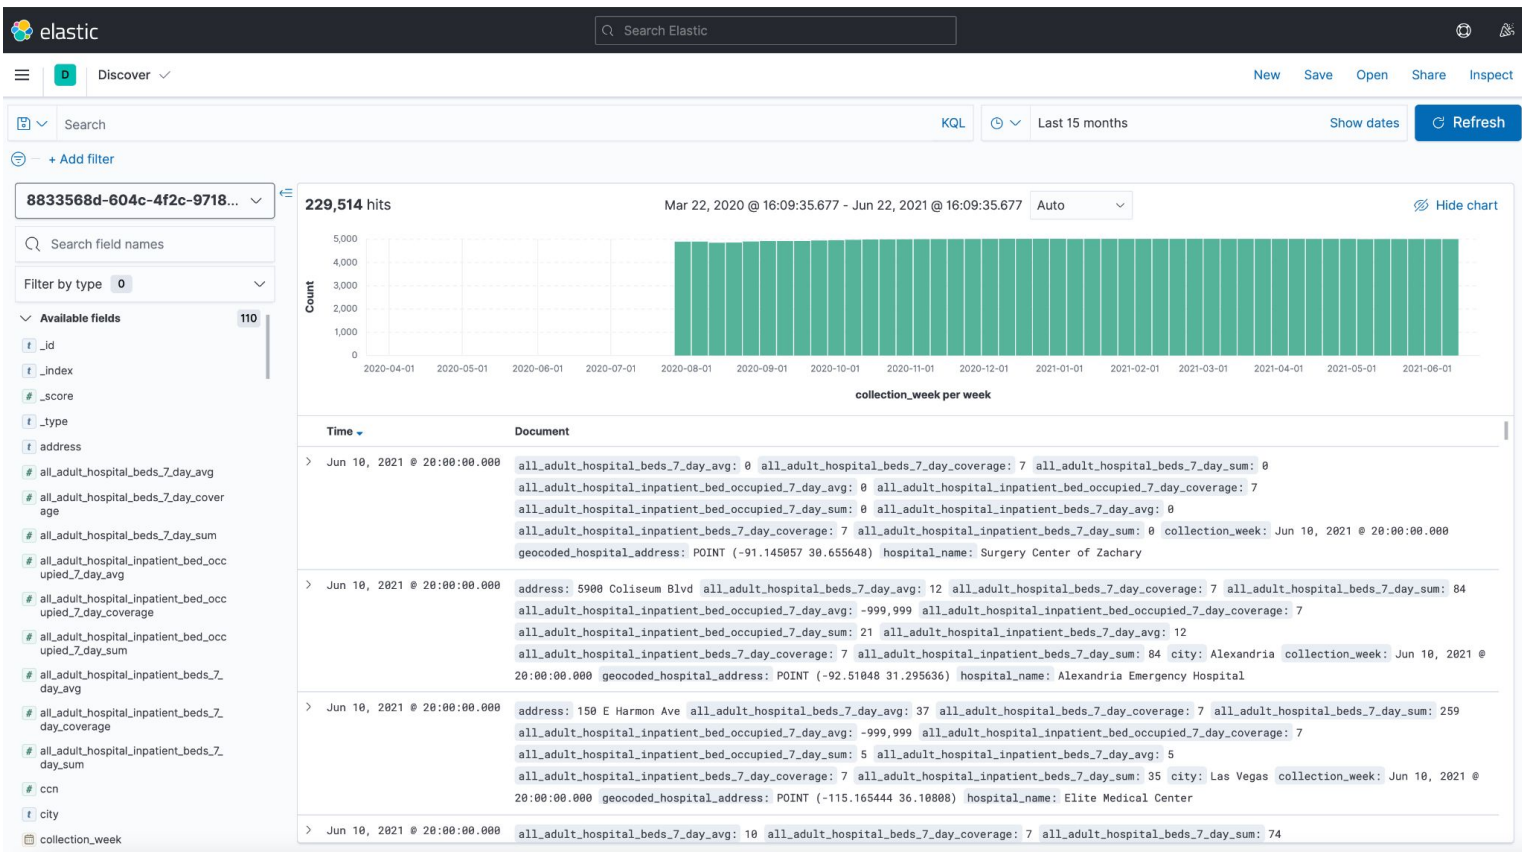 elastic
Search Elastic
D Discover
New Save Open Share Inspect
Search KQL Last 15 months Show dates Refresh
+ Add filter
8833568d-604c-4f2c-9718...
Search field names
Filter by type 0
Available fields 110
t _id
t _index
# _score
t _type
t address
# all_adult_hospital_beds_7_day_avg
# all_adult_hospital_beds_7_day_cover
age
# all_adult_hospital_beds_7_day_sum
# all_adult_hospital_inpatient_bed_occ
upied_7_day_avg
# all_adult_hospital_inpatient_bed_occ
upied_7_day_coverage
# all_adult_hospital_inpatient_bed_occ
upied_7_day_sum
# all_adult_hospital_inpatient_beds_7_
day_avg
# all_adult_hospital_inpatient_beds_7_
day_coverage
# all_adult_hospital_inpatient_beds_7_
day_sum
# ccn
t city
collection_week
229,514 hits
Mar 22, 2020 @ 16:09:35.677 - Jun 22, 2021 @ 16:09:35.677 Auto
Hide chart
Count
5,000
4,000
3,000
2,000
1,000
0
2020-04-01 2020-05-01 2020-06-01 2020-07-01 2020-08-01 2020-09-01 2020-10-01 2020-11-01 2020-12-01 2021-01-01 2021-02-01 2021-03-01 2021-04-01 2021-05-01 2021-06-01
collection_week per week
Time Document
Jun 10, 2021 @ 20:00:00.000 all_adult_hospital_beds_7_day_avg: 0 all_adult_hospital_beds_7_day_coverage: 7 all_adult_hospital_beds_7_day_sum: 0
all_adult_hospital_inpatient_bed_occupied_7_day_avg: 0 all_adult_hospital_inpatient_bed_occupied_7_day_coverage: 7
all_adult_hospital_inpatient_bed_occupied_7_day_sum: 0 all_adult_hospital_inpatient_beds_7_day_avg: 0
all_adult_hospital_inpatient_beds_7_day_coverage: 7 all_adult_hospital_inpatient_beds_7_day_sum: 0 collection_week: Jun 10, 2021 @ 20:00:00.000
geocoded_hospital_address: POINT (-91.145057 30.655648) hospital_name: Surgery Center of Zachary
Jun 10, 2021 @ 20:00:00.000 address: 5900 Coliseum Blvd all_adult_hospital_beds_7_day_avg: 12 all_adult_hospital_beds_7_day_coverage: 7 all_adult_hospital_beds_7_day_sum: 84
all_adult_hospital_inpatient_bed_occupied_7_day_avg: -999,999 all_adult_hospital_inpatient_bed_occupied_7_day_coverage: 7
all_adult_hospital_inpatient_bed_occupied_7_day_sum: 21 all_adult_hospital_inpatient_beds_7_day_avg: 12
all_adult_hospital_inpatient_beds_7_day_coverage: 7 all_adult_hospital_inpatient_beds_7_day_sum: 84 city: Alexandria collection_week: Jun 10, 2021 @
20:00:00.000 geocoded_hospital_address: POINT (-92.51048 31.295636) hospital_name: Alexandria Emergency Hospital
Jun 10, 2021 @ 20:00:00.000 address: 150 E Harmon Ave all_adult_hospital_beds_7_day_avg: 37 all_adult_hospital_beds_7_day_coverage: 7 all_adult_hospital_beds_7_day_sum: 259
all_adult_hospital_inpatient_bed_occupied_7_day_avg: -999,999 all_adult_hospital_inpatient_bed_occupied_7_day_coverage: 7
all_adult_hospital_inpatient_bed_occupied_7_day_sum: 5 all_adult_hospital_inpatient_beds_7_day_avg: 5
all_adult_hospital_inpatient_beds_7_day_coverage: 7 all_adult_hospital_inpatient_beds_7_day_sum: 35 city: Las Vegas collection_week: Jun 10, 2021 @
20:00:00.000 geocoded_hospital_address: POINT (-115.165444 36.10808) hospital_name: Elite Medical Center
Jun 10, 2021 @ 20:00:00.000 all_adult_hospital_beds_7_day_avg: 10 all_adult_hospital_beds_7_day_coverage: 7 all_adult_hospital_beds_7_day_sum: 74